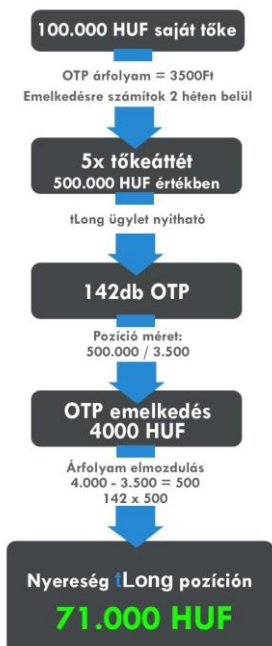 100.000 HUF saját tőke
OTP árfolyam = 3500Ft
Emelkedésre számítok 2 héten belül
5x tőkeáttét
500.000 HUF értékben
tLong ügylet nyitható
142db OTP
Pozíció méret:
500.000 / 3.500
OTP emelkedés
4000 HUF
Árfolyam elmozdulás
4.000 - 3.500 = 500
142 x 500
Nyereség tLong pozíción
71.000 HUF